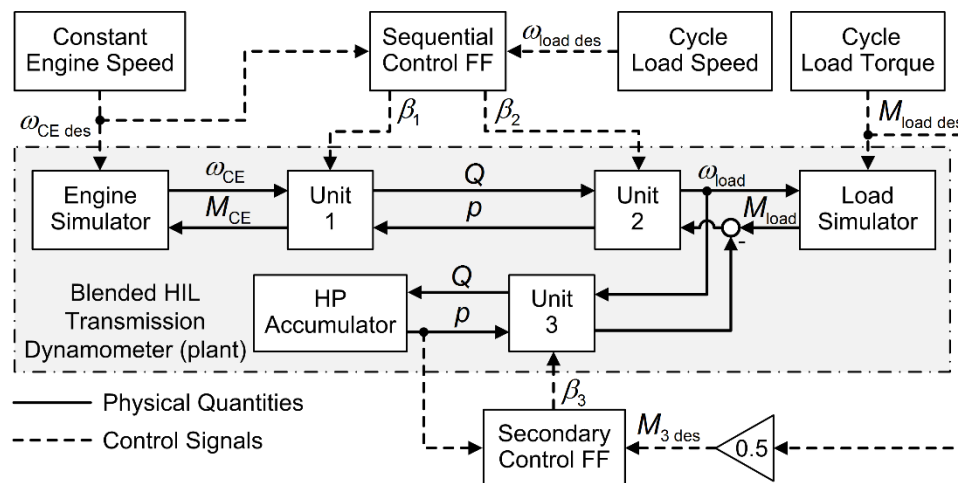 Constant
Engine Speed
Sequential
Control FF
ω_load des
Cycle
Load Speed
Cycle
Load Torque
ω_CE des
β_1
β_2
M_load des
Engine
Simulator
ω_CE
M_CE
Unit
1
Q
p
Unit
2
ω_load
M_load
-
Load
Simulator
Blended HIL
Transmission
Dynamometer (plant)
HP
Accumulator
Q
p
Unit
3
Physical Quantities
Control Signals
β_3
Secondary
Control FF
M_3 des
0.5